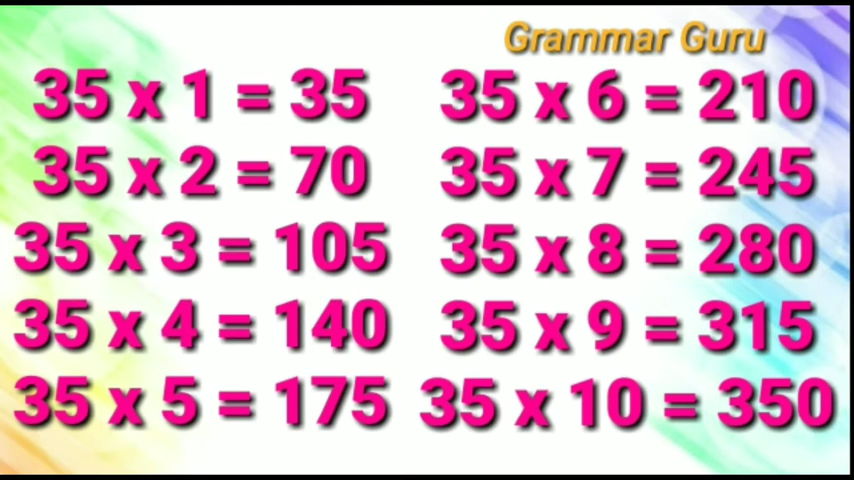 Grammar Guru
35 x 1 = 35
35 x 2 = 70
35 x 3 = 105
35 x 4 = 140
35 x 5 = 175
35 x 6 = 210
35 x 7 = 245
35 x 8 = 280
35 x 9 = 315
35 x 10 = 350